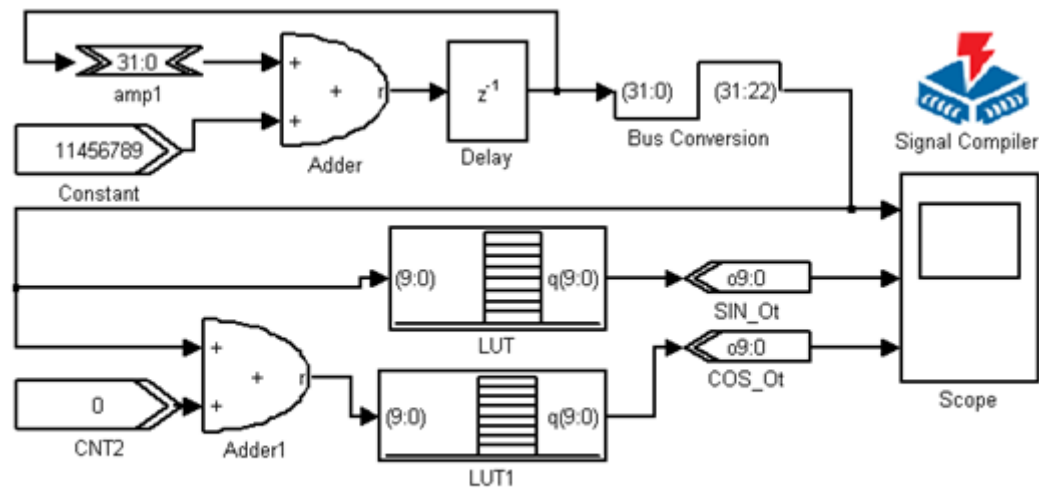 31:0
amp1
+
+
+
r
Adder
z⁻¹
Delay
(31:0)
(31:22)
Bus Conversion
Signal Compiler
11456789
Constant
(9:0)
q(9:0)
LUT
o9:0
SIN_Ot
+
+
+
r
Adder1
0
CNT2
(9:0)
q(9:0)
LUT1
o9:0
COS_Ot
Scope